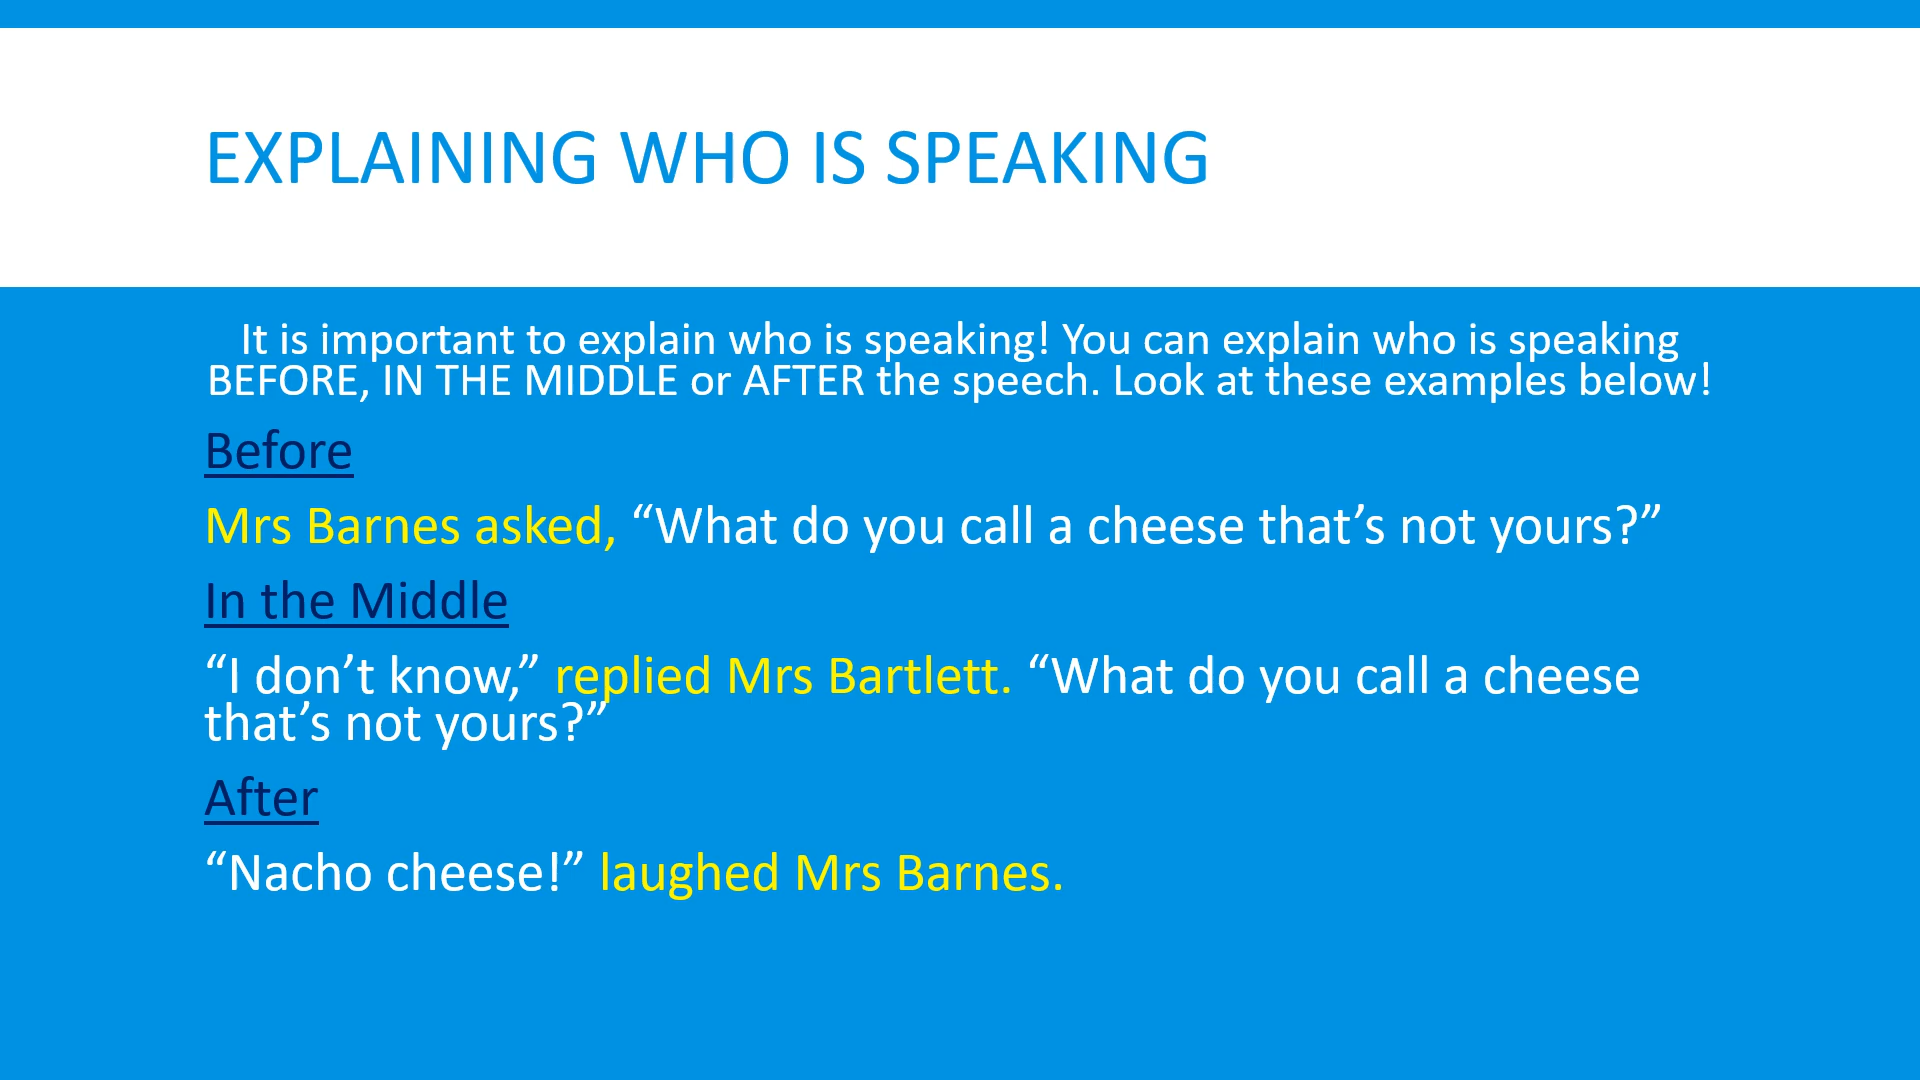 EXPLAINING WHO IS SPEAKING
It is important to explain who is speaking! You can explain who is speaking
BEFORE, IN THE MIDDLE or AFTER the speech. Look at these examples below!
Before
Mrs Barnes asked, “What do you call a cheese that’s not yours?”
In the Middle
“I don’t know,” replied Mrs Bartlett. “What do you call a cheese
that’s not yours?”
After
“Nacho cheese!” laughed Mrs Barnes.